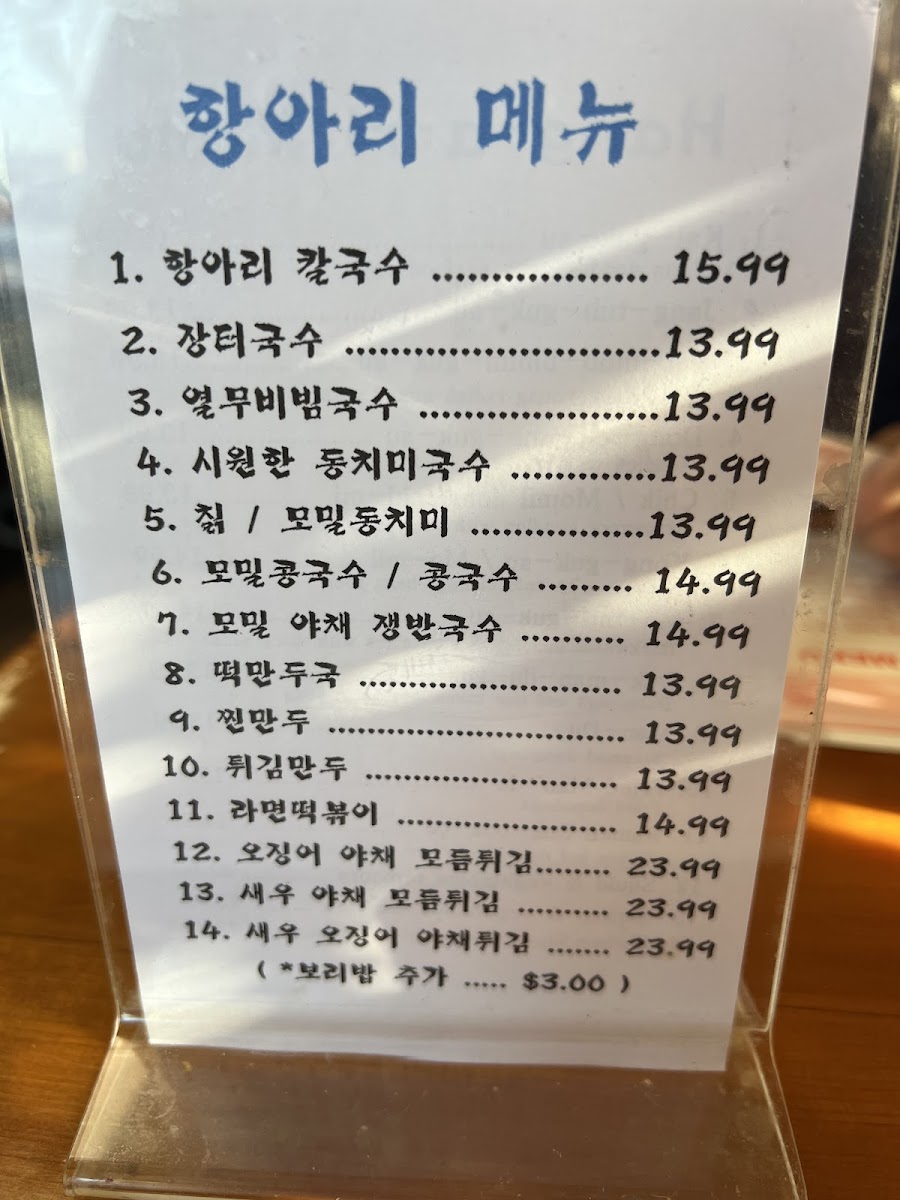 항아리 메뉴
1. 항아리 칼국수 .................. 15.99
2. 장터국수 ...........................13.99
3. 열무비빔국수 .....................13.99
4. 시원한 동치미국수 .............13.99
5. 칡 / 모밀동치미 ................13.99
6. 모밀콩국수 / 콩국수 ......... 14.99
7. 모밀 야채 쟁반국수 .......... 14.99
8. 떡만두국 .......................... 13.99
9. 찐만두 ............................. 13.99
10. 튀김만두 ......................... 13.99
11. 라면떡볶이 ...................... 14.99
12. 오징어 야채 모듬튀김........ 23.99
13. 새우 야채 모듬튀김 .......... 23.99
14. 새우 오징어 야채튀김 ....... 23.99
( *보리밥 추가 ..... $3.00 )